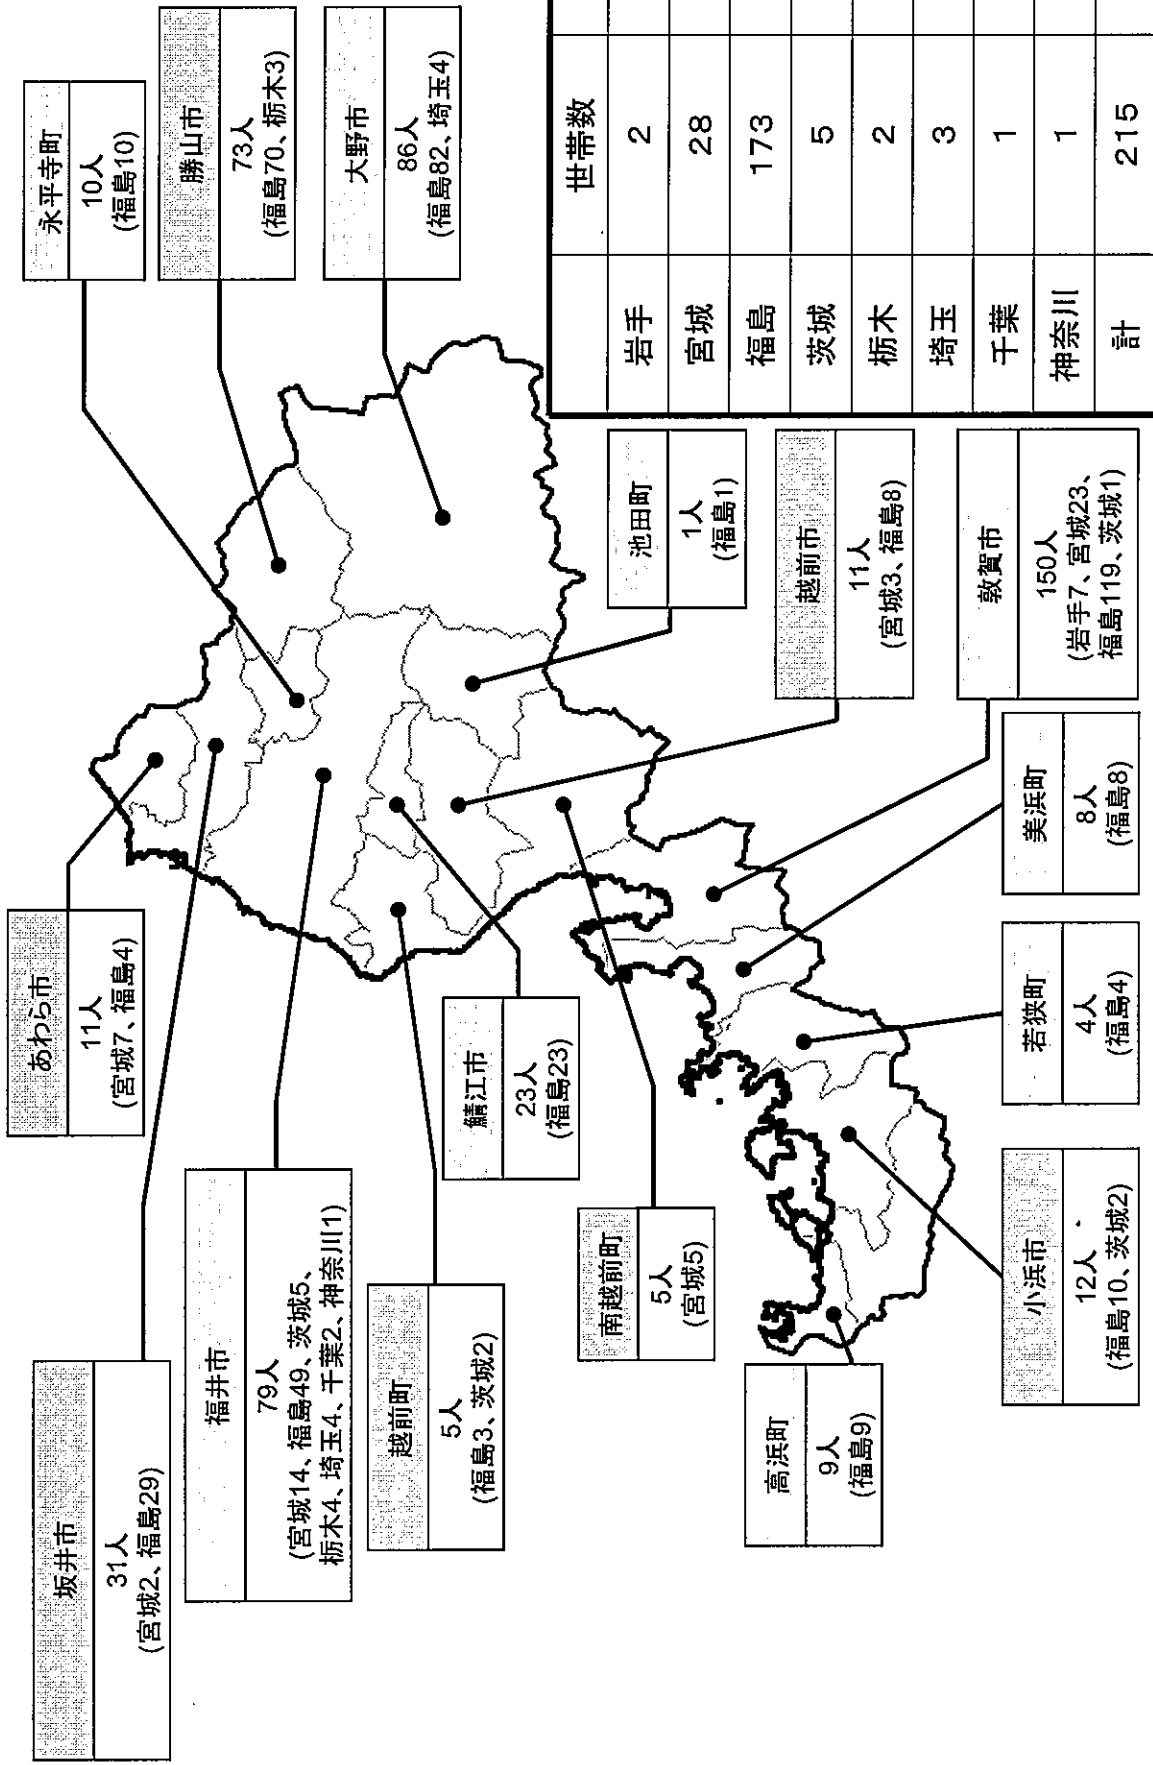 坂井市
31人
(宮城2、福島29)
あわら市
11人
(宮城7、福島4)
永平寺町
10人
(福島10)
勝山市
73人
(福島70、栃木3)
大野市
86人
(福島82、埼玉4)
福井市
79人
(宮城14、福島49、茨城5、
栃木4、埼玉4、千葉2、神奈川1)
越前町
5人
(福島3、茨城2)
鯖江市
23人
(福島23)
南越前町
5人
(宮城5)
池田町
1人
(福島1)
越前市
11人
(宮城3、福島8)
敦賀市
150人
(岩手7、宮城23、
福島119、茨城1)
美浜町
8人
(福島8)
若狭町
4人
(福島4)
小浜市
12人
(福島10、茨城2)
高浜町
9人
(福島9)
世帯数
岩手 2
宮城 28
福島 173
茨城 5
栃木 2
埼玉 3
千葉 1
神奈川 1
計 215